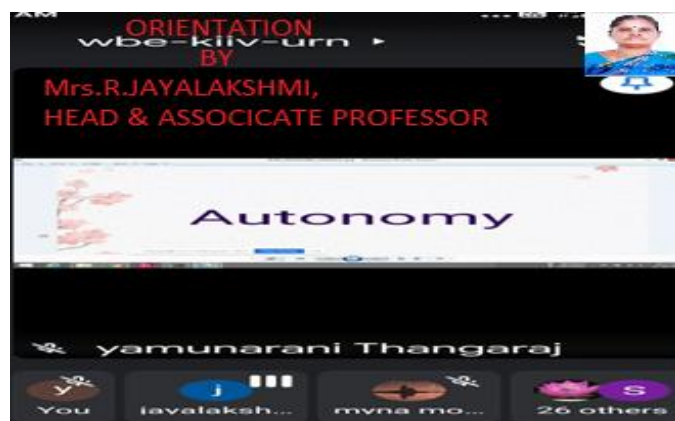 AM
ORIENTATION
wbe-kiiv-urn
BY
Mrs.R.JAYALAKSHMI,
HEAD & ASSOCICATE PROFESSOR
Autonomy
yamunarani Thangaraj
y
j
S
You
jayalaksh...
myna mo...
26 others